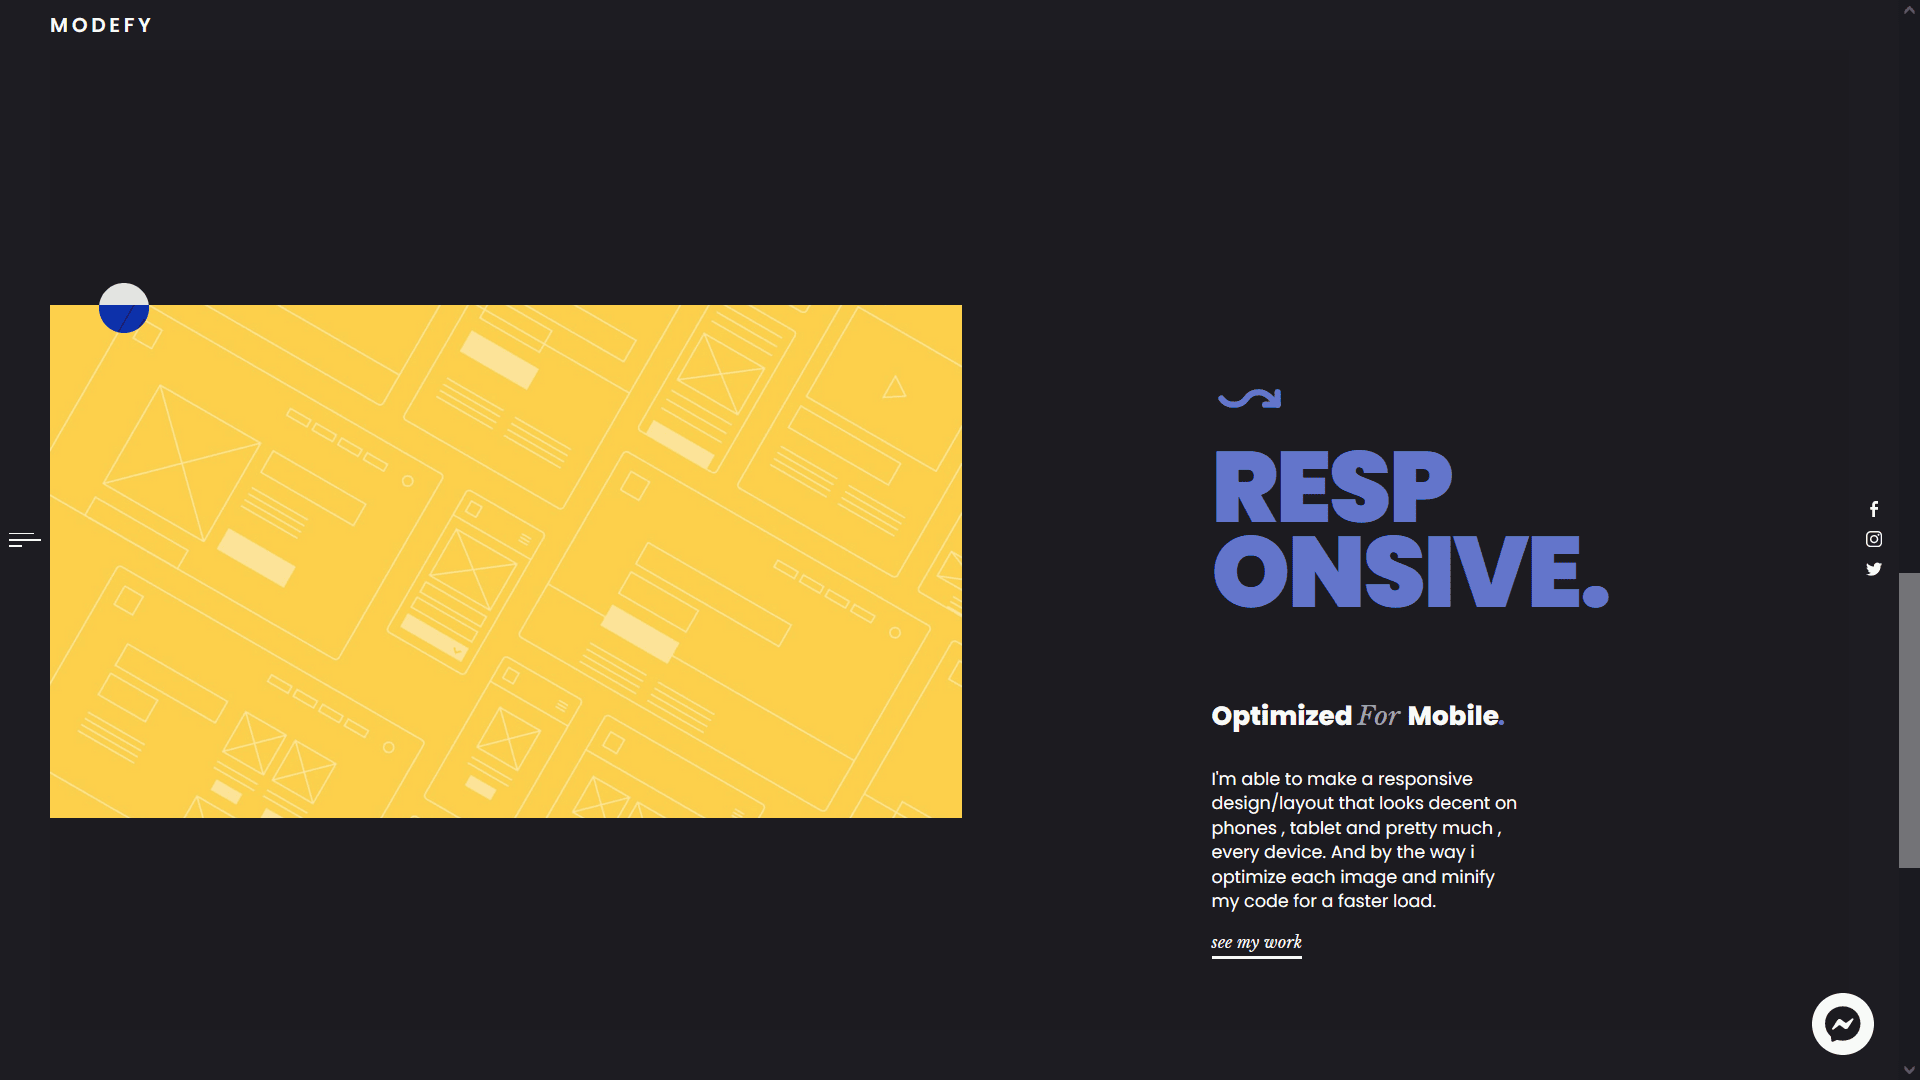 MODEFY
RESP
ONSIVE.
Optimized For Mobile.
I'm able to make a responsive
design/layout that looks decent on
phones , tablet and pretty much ,
every device. And by the way i
optimize each image and minify
my code for a faster load.
see my work